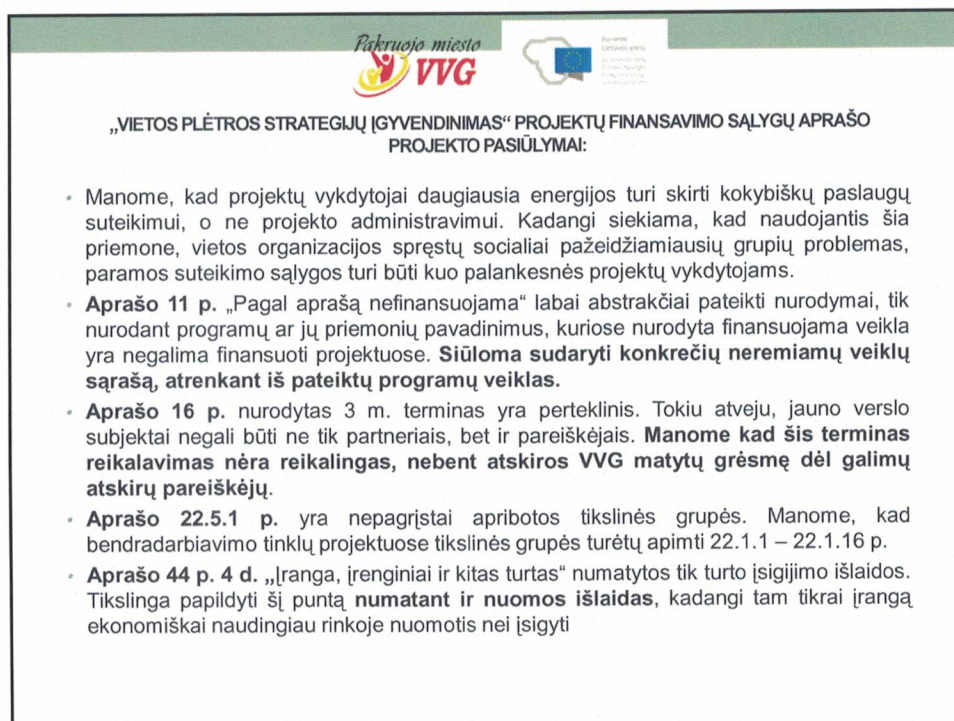 Pakruojo miesto
VVG
„VIETOS PLĖTROS STRATEGIJŲ ĮGYVENDINIMAS“ PROJEKTŲ FINANSAVIMO SĄLYGŲ APRAŠO
PROJEKTO PASIŪLYMAI:
• Manome, kad projektų vykdytojai daugiausia energijos turi skirti kokybiškų paslaugų
suteikimui, o ne projekto administravimui. Kadangi siekiama, kad naudojantis šia
priemone, vietos organizacijos spręstų socialiai pažeidžiamiausių grupių problemas,
paramos suteikimo sąlygos turi būti kuo palankesnės projektų vykdytojams.
• Aprašo 11 p. „Pagal aprašą nefinansuojama“ labai abstrakčiai pateikti nurodymai, tik
nurodant programų ar jų priemonių pavadinimus, kuriose nurodyta finansuojama veikla
yra negalima finansuoti projektuose. Siūloma sudaryti konkrečių neremiamų veiklų
sąrašą, atrenkant iš pateiktų programų veiklas.
• Aprašo 16 p. nurodytas 3 m. terminas yra perteklinis. Tokiu atveju, jauno verslo
subjektai negali būti ne tik partneriais, bet ir pareiškėjais. Manome kad šis terminas
reikalavimas nėra reikalingas, nebent atskiros VVG matytų grėsmę dėl galimų
atskirų pareiškėjų.
• Aprašo 22.5.1 p. yra nepagrįstai apribotos tikslinės grupės. Manome, kad
bendradarbiavimo tinklų projektuose tikslinės grupės turėtų apimti 22.1.1 – 22.1.16 p.
• Aprašo 44 p. 4 d. „Įranga, įrenginiai ir kitas turtas“ numatytos tik turto įsigijimo išlaidos.
Tikslinga papildyti šį puntą numatant ir nuomos išlaidas, kadangi tam tikrai įrangą
ekonomiškai naudingiau rinkoje nuomotis nei įsigyti